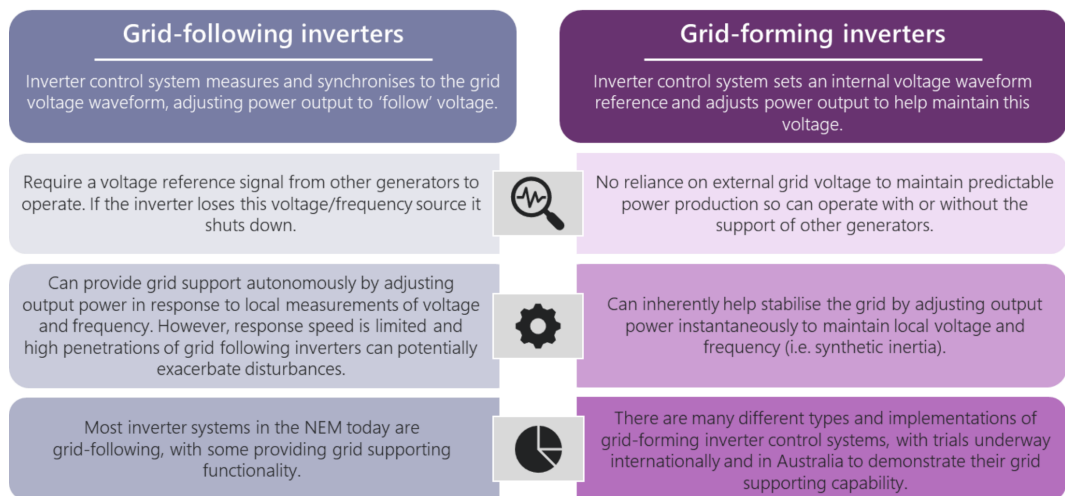 Grid-following inverters
Inverter control system measures and synchronises to the grid
voltage waveform, adjusting power output to ‘follow’ voltage.
Grid-forming inverters
Inverter control system sets an internal voltage waveform
reference and adjusts power output to help maintain this
voltage.
Require a voltage reference signal from other generators to
operate. If the inverter loses this voltage/frequency source it
shuts down.
No reliance on external grid voltage to maintain predictable
power production so can operate with or without the
support of other generators.
Can provide grid support autonomously by adjusting
output power in response to local measurements of voltage
and frequency. However, response speed is limited and
high penetrations of grid following inverters can potentially
exacerbate disturbances.
Can inherently help stabilise the grid by adjusting output
power instantaneously to maintain local voltage and
frequency (i.e. synthetic inertia).
Most inverter systems in the NEM today are
grid-following, with some providing grid supporting
functionality.
There are many different types and implementations of
grid-forming inverter control systems, with trials underway
internationally and in Australia to demonstrate their grid
supporting capability.